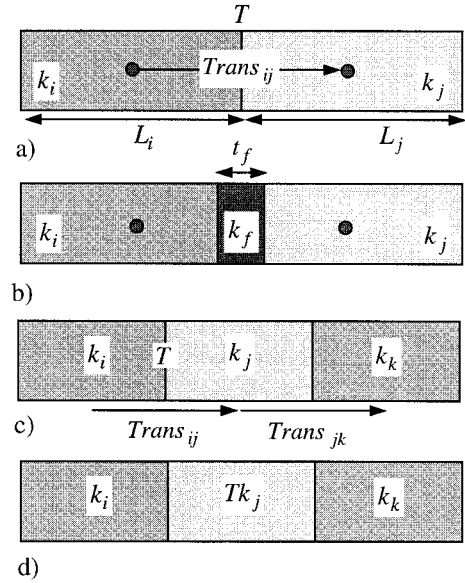 T
k_i Trans_ij k_j
L_i L_j
a)
t_f
k_i k_f k_j
b)
k_i T k_j k_k
Trans_ij Trans_jk
c)
k_i Tk_j k_k
d)